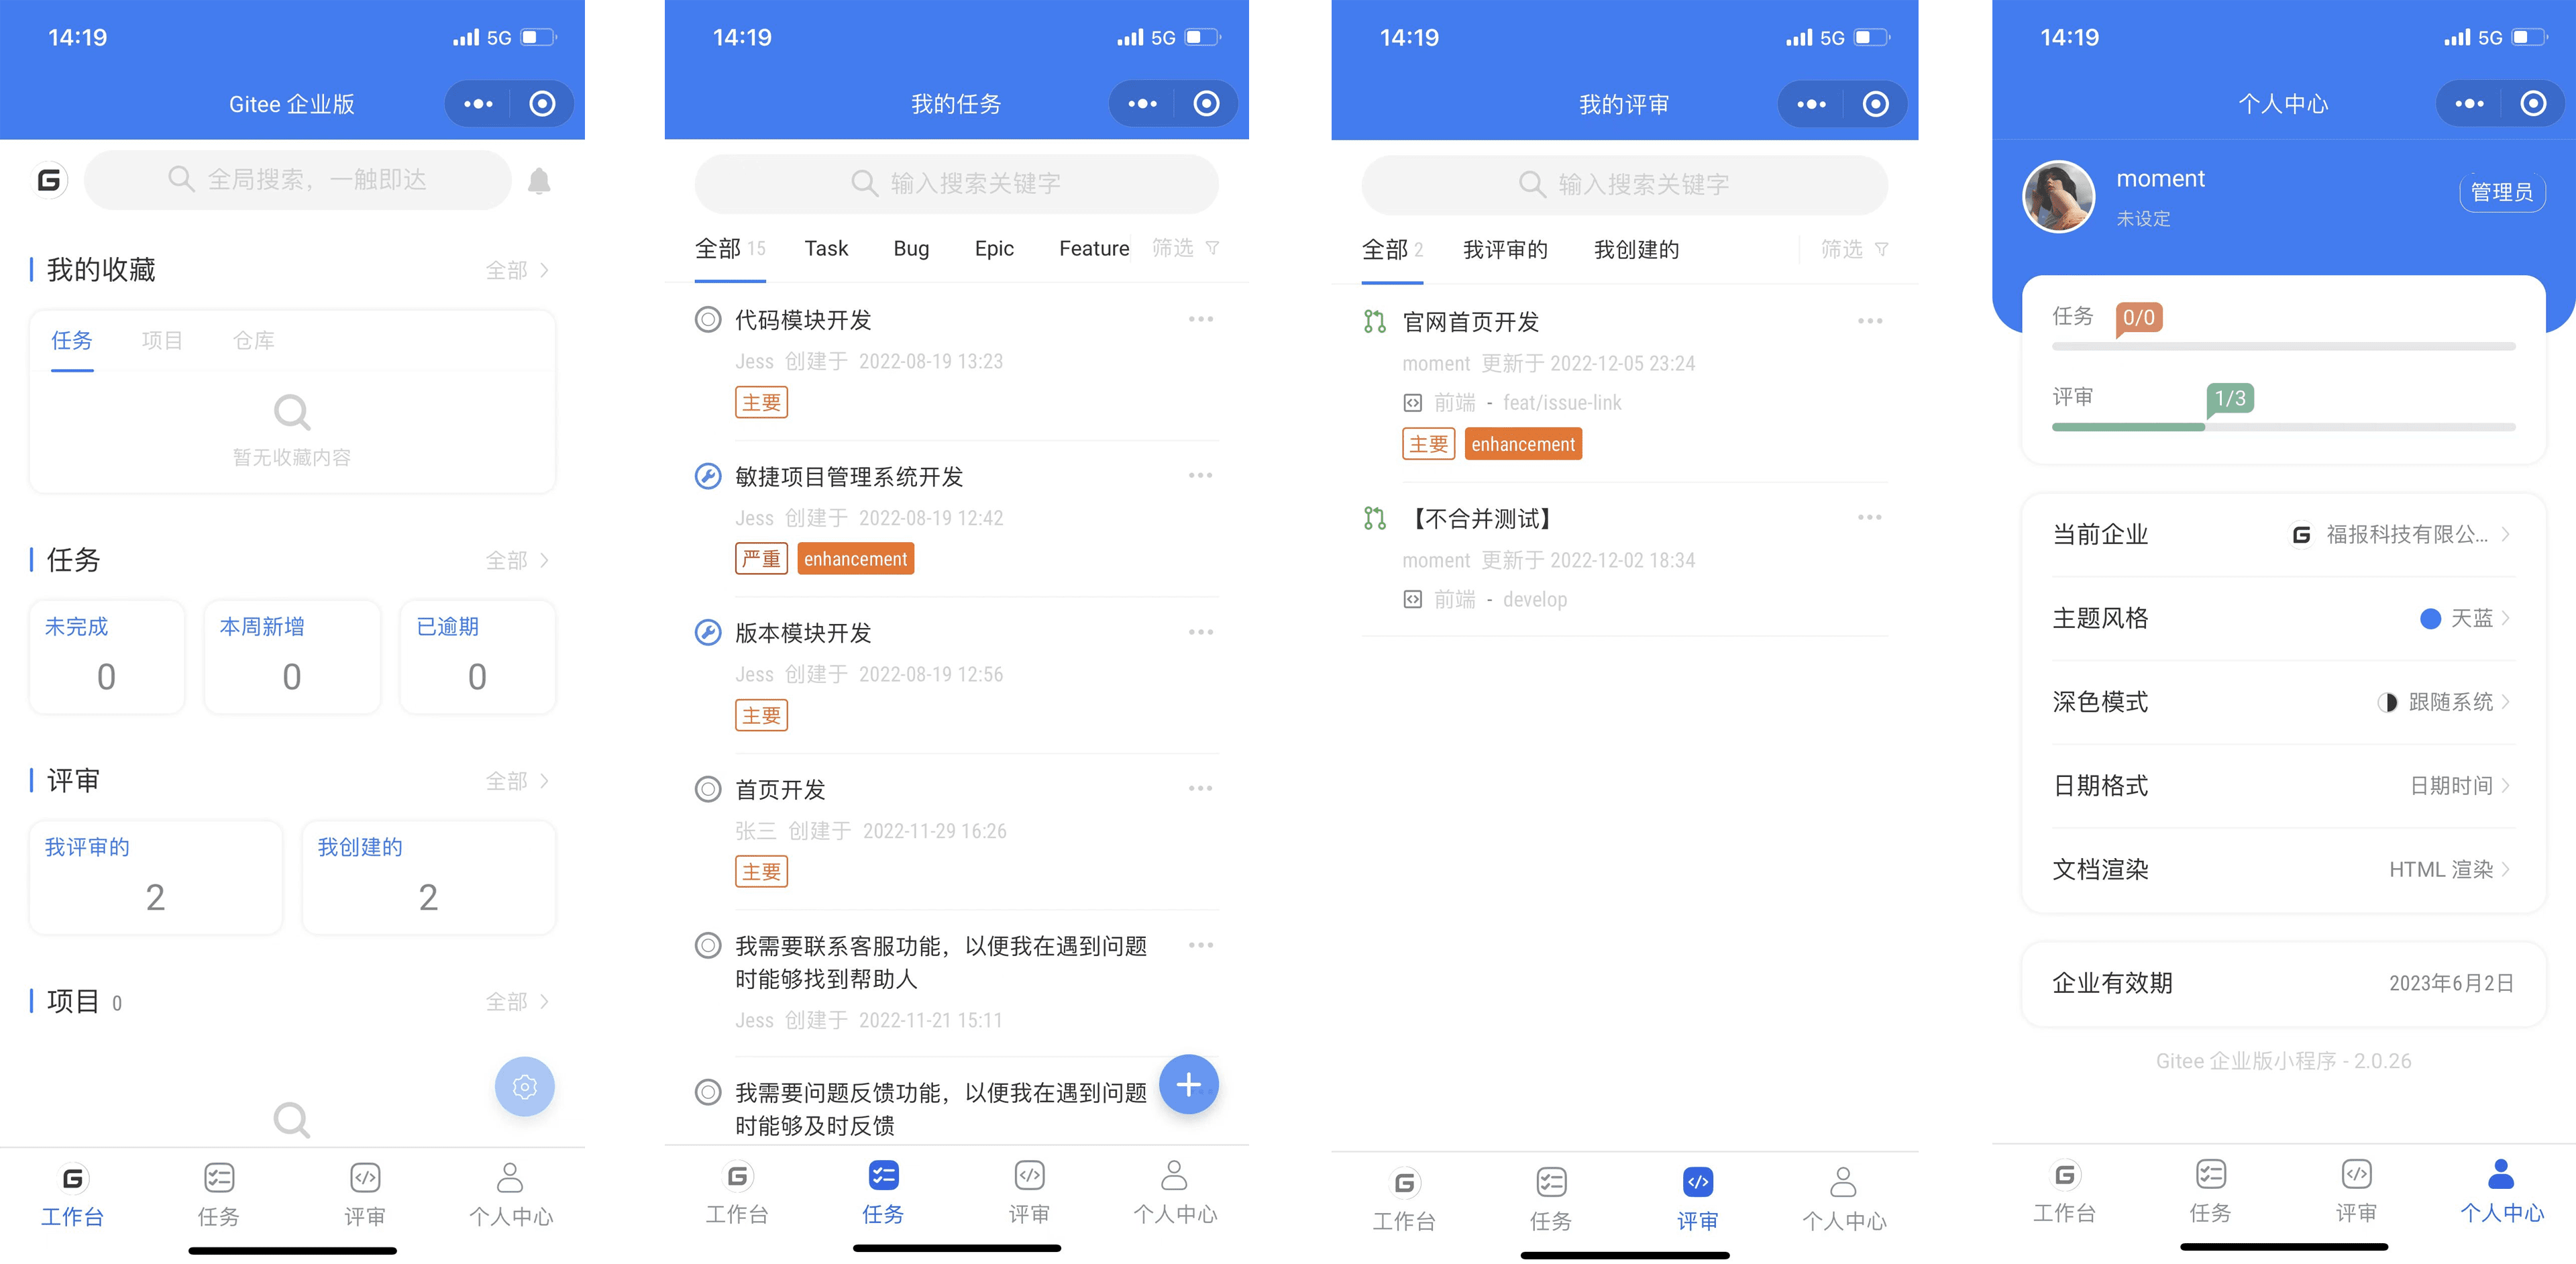 14:19
5G
Gitee 企业版
全局搜索，一触即达
我的收藏
全部
任务
项目
仓库
暂无收藏内容
任务
全部
未完成
0
本周新增
0
已逾期
0
评审
全部
我评审的
2
我创建的
2
项目 0
全部
工作台
任务
评审
个人中心
14:19
5G
我的任务
输入搜索关键字
全部 15
Task
Bug
Epic
Feature
筛选
代码模块开发
Jess 创建于 2022-08-19 13:23
主要
敏捷项目管理系统开发
Jess 创建于 2022-08-19 12:42
严重 enhancement
版本模块开发
Jess 创建于 2022-08-19 12:56
主要
首页开发
张三 创建于 2022-11-29 16:26
主要
我需要联系客服功能，以便我在遇到问题
时能够找到帮助人
Jess 创建于 2022-11-21 15:11
我需要问题反馈功能，以便我在遇到问题
时能够及时反馈
工作台
任务
评审
个人中心
14:19
5G
我的评审
输入搜索关键字
全部 2
我评审的
我创建的
筛选
官网首页开发
moment 更新于 2022-12-05 23:24
前端 - feat/issue-link
主要 enhancement
【不合并测试】
moment 更新于 2022-12-02 18:34
前端 - develop
工作台
任务
评审
个人中心
14:19
5G
个人中心
moment
未设定
管理员
任务 0/0
评审 1/3
当前企业 福报科技有限公...
主题风格 天蓝
深色模式 跟随系统
日期格式 日期时间
文档渲染 HTML 渲染
企业有效期 2023年6月2日
Gitee 企业版小程序 - 2.0.26
工作台
任务
评审
个人中心